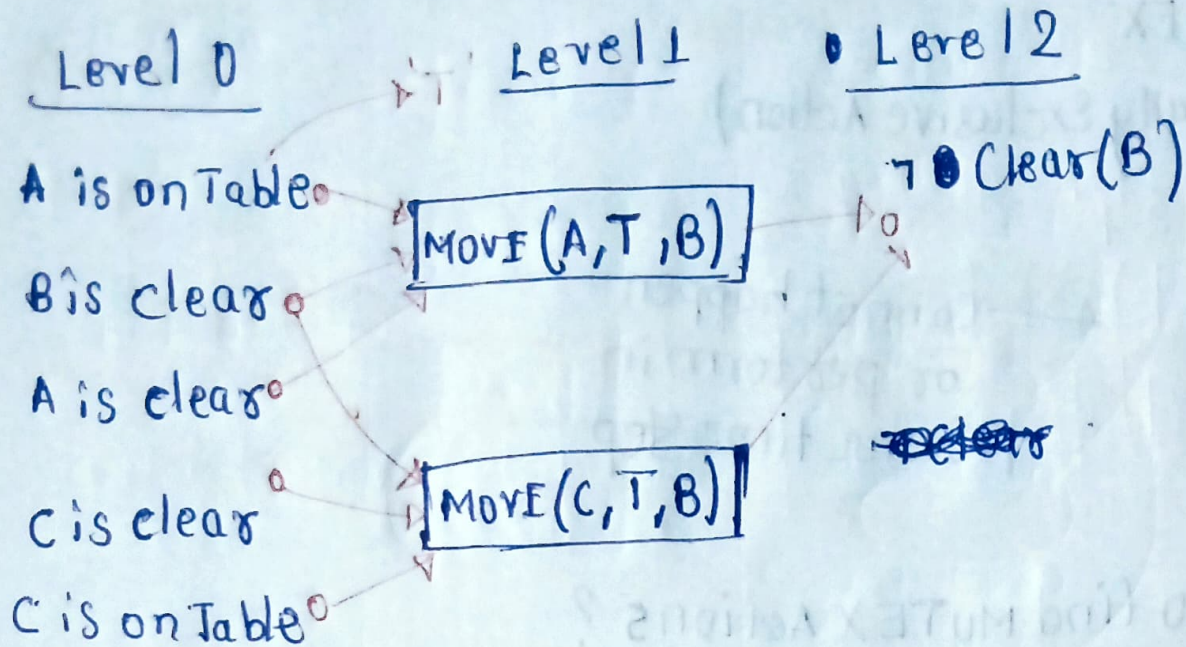 Level 0 Level 1 Level 2
'T'
A is on Table
¬ Clear(B)
MOVE (A,T,B)
B is clear
A is clear
C is clear
MOVE (C,T,B)
C is on Table